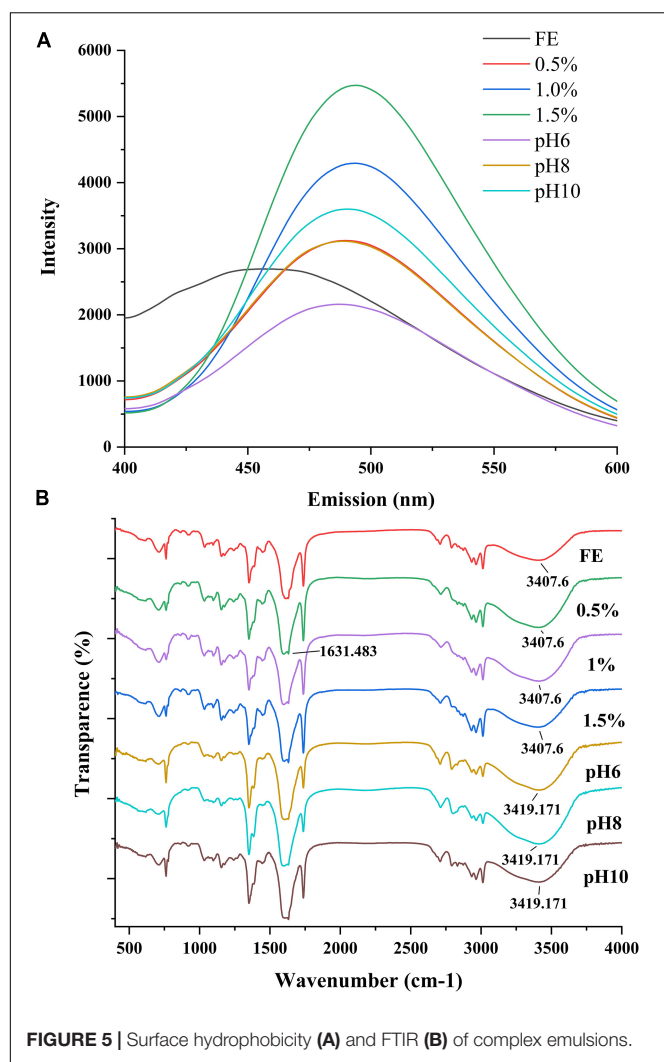 A
FE
0.5%
1.0%
1.5%
pH6
pH8
pH10
6000
5000
4000
3000
2000
1000
0
Intensity
400 450 500 550 600
Emission (nm)
B
FE
3407.6
0.5%
3407.6
1631.483
1%
3407.6
1.5%
3407.6
pH6
3419.171
pH8
3419.171
pH10
3419.171
Transparence (%)
500 1000 1500 2000 2500 3000 3500 4000
Wavenumber (cm-1)
FIGURE 5 | Surface hydrophobicity (A) and FTIR (B) of complex emulsions.